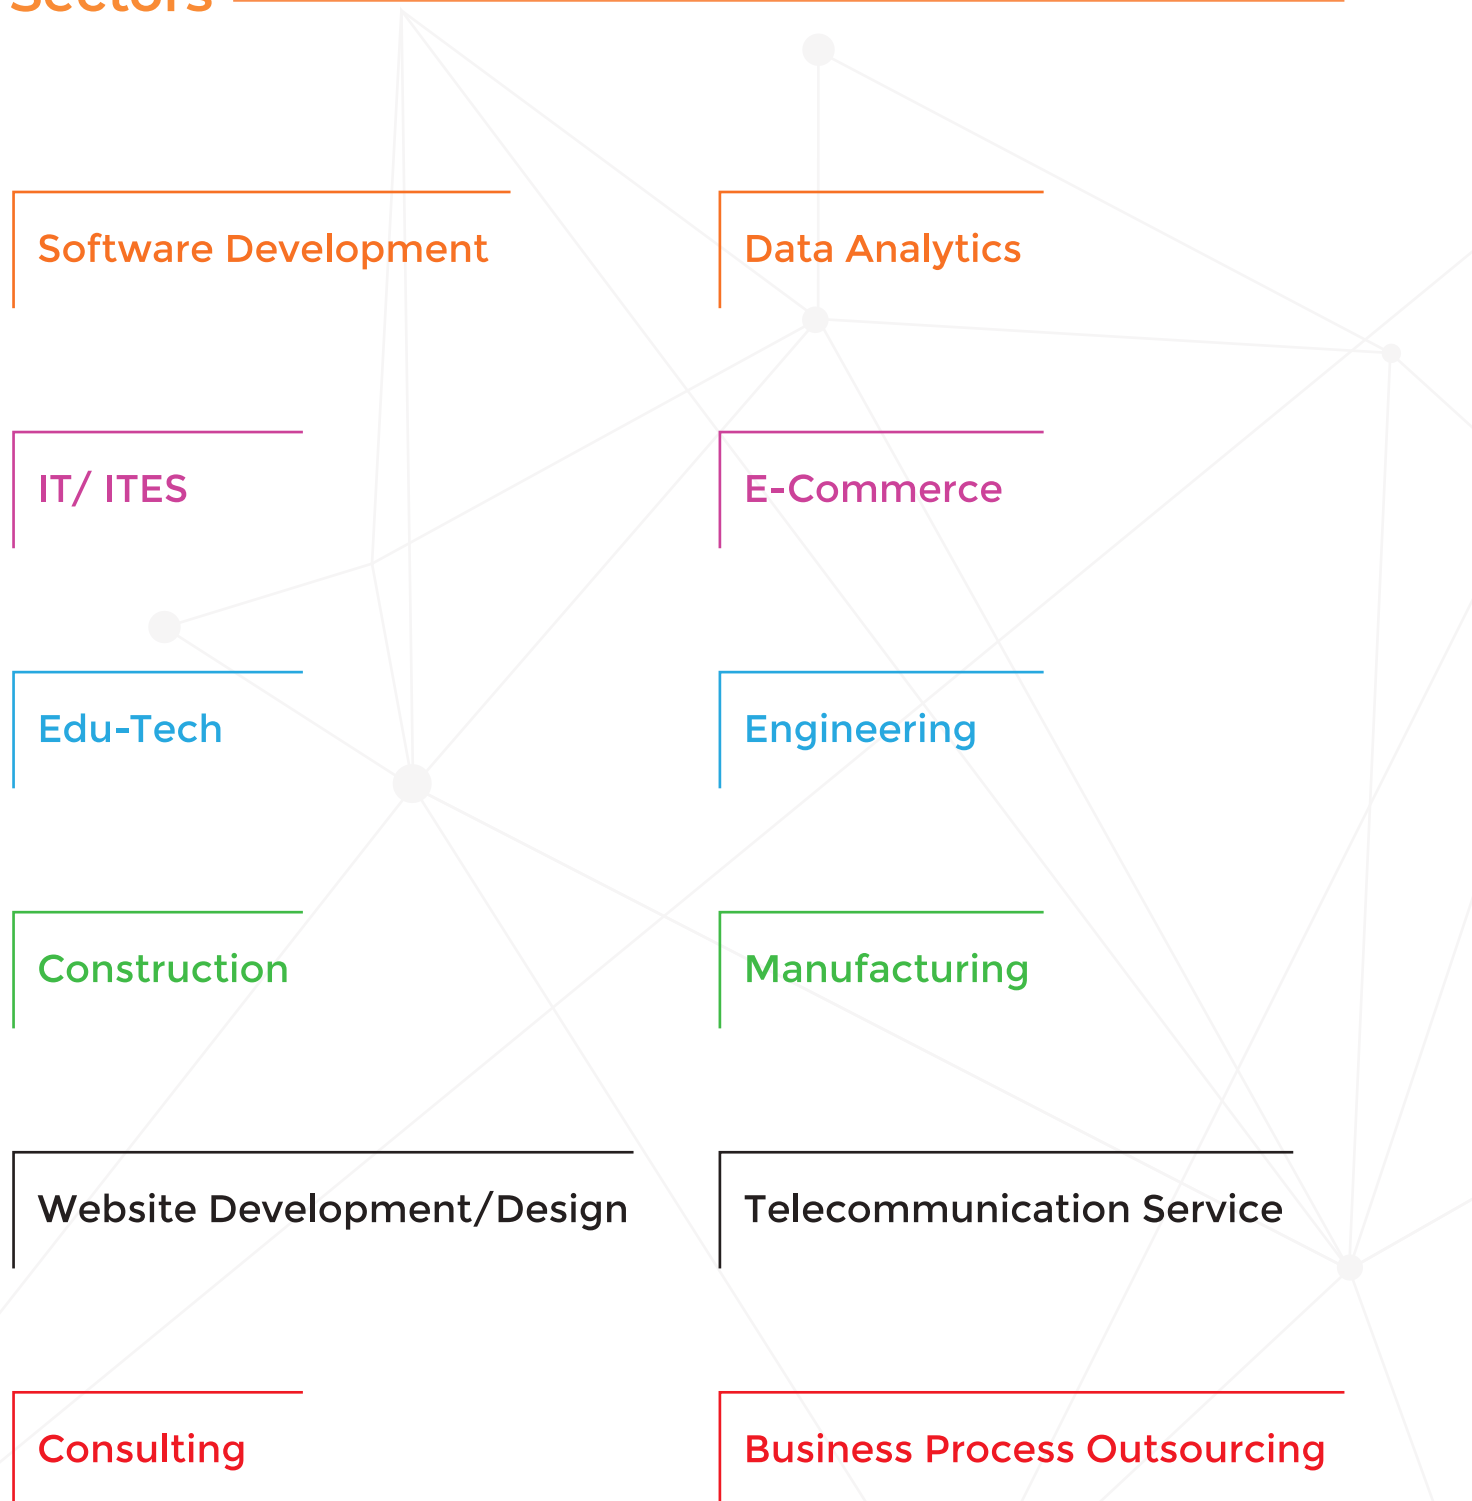 Sectors
Software Development
Data Analytics
IT/ ITES
E-Commerce
Edu-Tech
Engineering
Construction
Manufacturing
Website Development/Design
Telecommunication Service
Consulting
Business Process Outsourcing